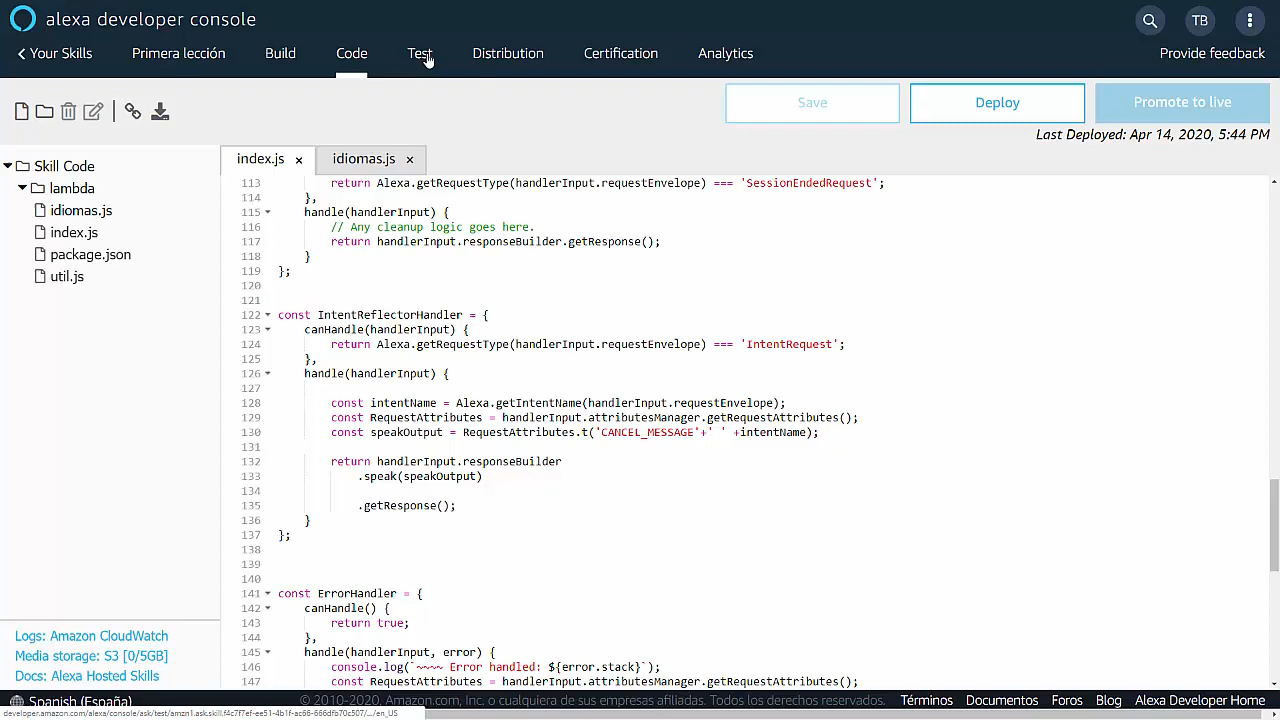 alexa developer console
TB
Your Skills
Primera lección
Build
Code
Test
Distribution
Certification
Analytics
Provide feedback
Save
Deploy
Promote to live
Last Deployed: Apr 14, 2020, 5:44 PM
Skill Code
lambda
idiomas.js
index.js
package.json
util.js
index.js ×
idiomas.js ×
113 return Alexa.getRequestType(handlerInput.requestEnvelope) === 'SessionEndedRequest';
114 },
115 handle(handlerInput) {
116 // Any cleanup logic goes here.
117 return handlerInput.responseBuilder.getResponse();
118 }
119 };
120
121
122 const IntentReflectorHandler = {
123 canHandle(handlerInput) {
124 return Alexa.getRequestType(handlerInput.requestEnvelope) === 'IntentRequest';
125 },
126 handle(handlerInput) {
127
128 const intentName = Alexa.getIntentName(handlerInput.requestEnvelope);
129 const RequestAttributes = handlerInput.attributesManager.getRequestAttributes();
130 const speakOutput = RequestAttributes.t('CANCEL_MESSAGE'+' ' +intentName);
131
132 return handlerInput.responseBuilder
133 .speak(speakOutput)
134
135 .getResponse();
136 }
137 };
138
139
140
141 const ErrorHandler = {
142 canHandle() {
143 return true;
144 },
145 handle(handlerInput, error) {
146 console.log(`~~~~ Error handled: ${error.stack}`);
147 const RequestAttributes = handlerInput.attributesManager.getRequestAttributes();
Logs: Amazon CloudWatch
Media storage: S3 [0/5GB]
Docs: Alexa Hosted Skills
Spanish (España)
© 2010-2020, Amazon.com, Inc. o cualquiera de sus empresas afiliadas. Todos los derechos reservados.
Términos
Documentos
Foros
Blog
Alexa Developer Home